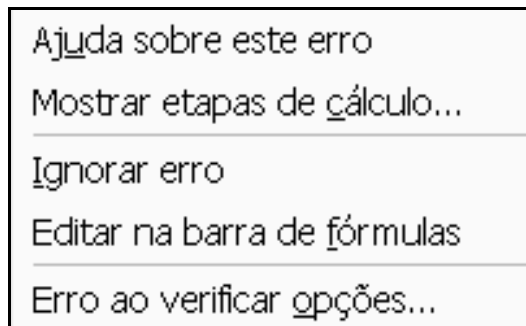 Ajuda sobre este erro
Mostrar etapas de cálculo...
Ignorar erro
Editar na barra de fórmulas
Erro ao verificar opções...